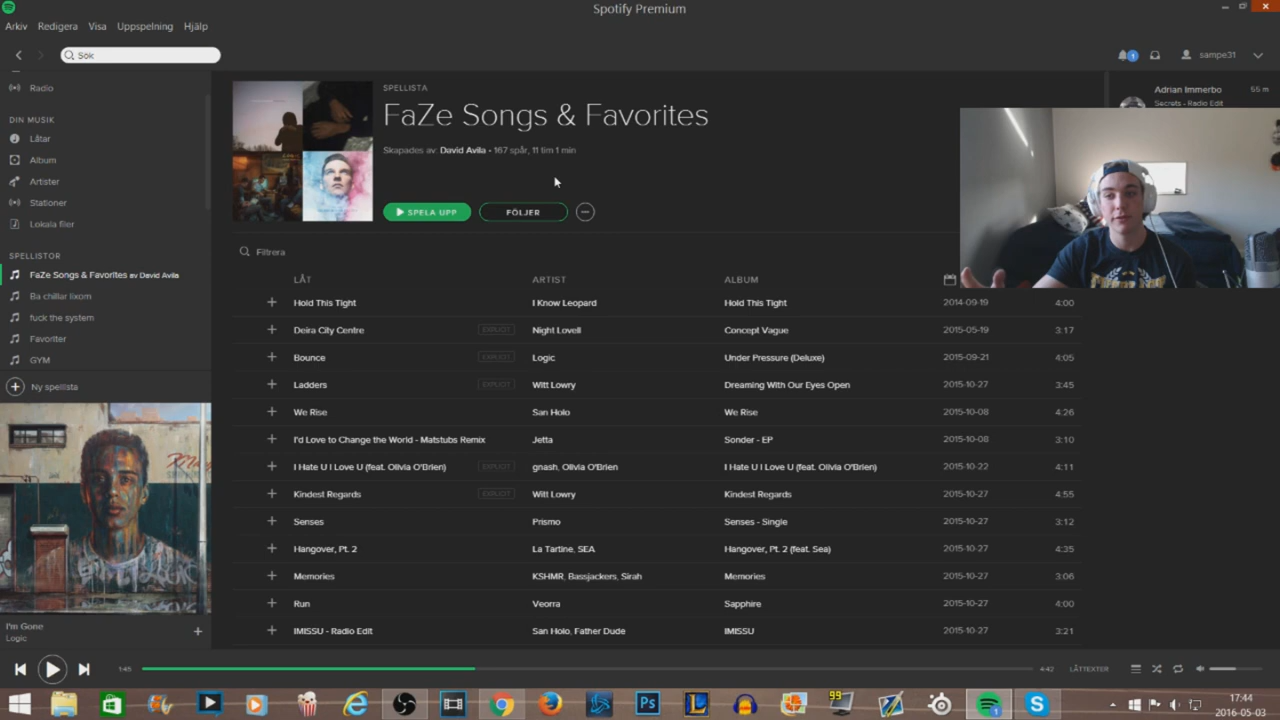 Spotify Premium
Arkiv Redigera Visa Uppspelning Hjälp
Sök
1
sampe31
Radio
DIN MUSIK
Låtar
Album
Artister
Stationer
Lokala filer
SPELLISTOR
FaZe Songs & Favorites av David Avila
Ba chillar lixom
fuck the system
Favoriter
GYM
Ny spellista
I'm Gone
Logic
SPELLISTA
FaZe Songs & Favorites
Skapades av: David Avila • 167 spår, 11 tim 1 min
SPELA UPP FÖLJER
Filtrera
LÅT ARTIST ALBUM
Hold This Tight I Know Leopard Hold This Tight 2014-09-19 4:00
Deira City Centre EXPLICIT Night Lovell Concept Vague 2015-05-19 3:17
Bounce EXPLICIT Logic Under Pressure (Deluxe) 2015-09-21 4:05
Ladders EXPLICIT Witt Lowry Dreaming With Our Eyes Open 2015-10-27 3:45
We Rise San Holo We Rise 2015-10-08 4:26
I'd Love to Change the World - Matstubs Remix Jetta Sonder - EP 2015-10-08 3:10
I Hate U I Love U (feat. Olivia O'Brien) EXPLICIT gnash, Olivia O'Brien I Hate U I Love U (feat. Olivia O'Brien) 2015-10-22 4:11
Kindest Regards EXPLICIT Witt Lowry Kindest Regards 2015-10-27 4:55
Senses Prismo Senses - Single 2015-10-27 3:12
Hangover, Pt. 2 La Tartine, SEA Hangover, Pt. 2 (feat. Sea) 2015-10-27 4:35
Memories KSHMR, Bassjackers, Sirah Memories 2015-10-27 3:06
Run Veorra Sapphire 2015-10-27 4:00
IMISSU - Radio Edit San Holo, Father Dude IMISSU 2015-10-27 3:21
Adrian Immerbo 55 m
Secrets - Radio Edit
1:45 4:42 LÅTTEXTER
Ps
99
1
17:44
2016-05-03